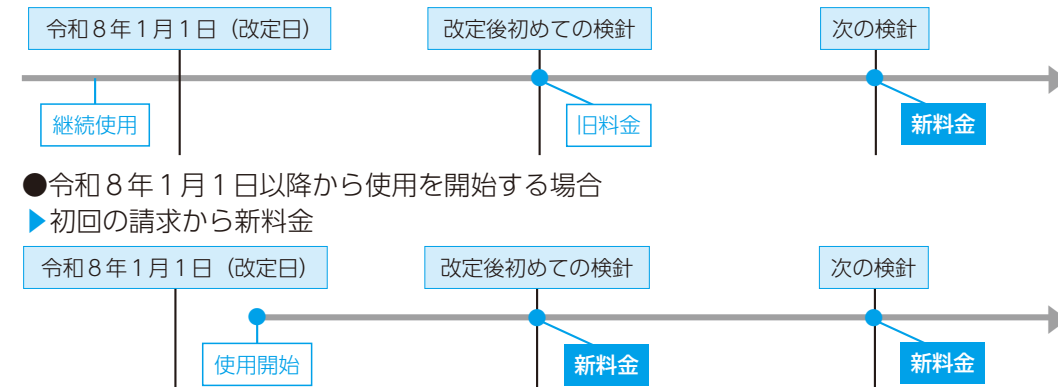 令和8年1月1日（改定日） 改定後初めての検針 次の検針
継続使用 旧料金 新料金
●令和8年1月1日以降から使用を開始する場合
▶初回の請求から新料金
令和8年1月1日（改定日） 改定後初めての検針 次の検針
使用開始 新料金 新料金